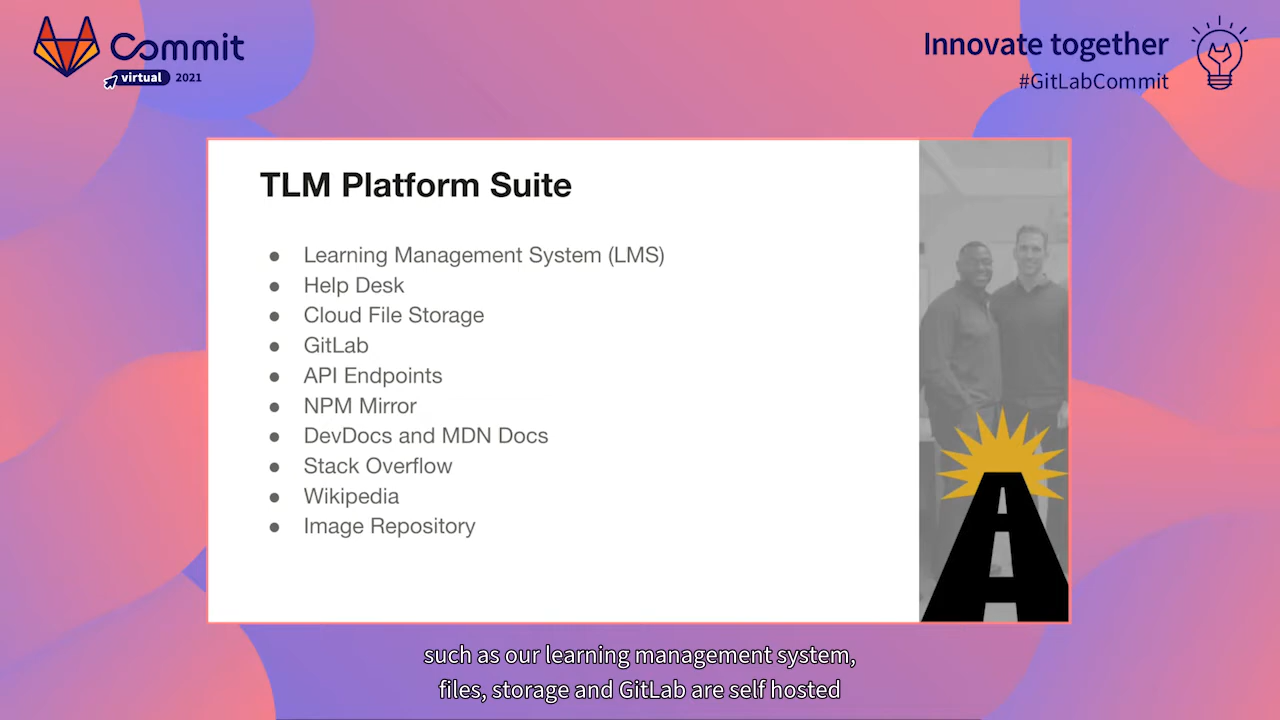 Commit
virtual 2021
Innovate together
#GitLabCommit
TLM Platform Suite
● Learning Management System (LMS)
● Help Desk
● Cloud File Storage
● GitLab
● API Endpoints
● NPM Mirror
● DevDocs and MDN Docs
● Stack Overflow
● Wikipedia
● Image Repository
such as our learning management system,
files, storage and GitLab are self hosted